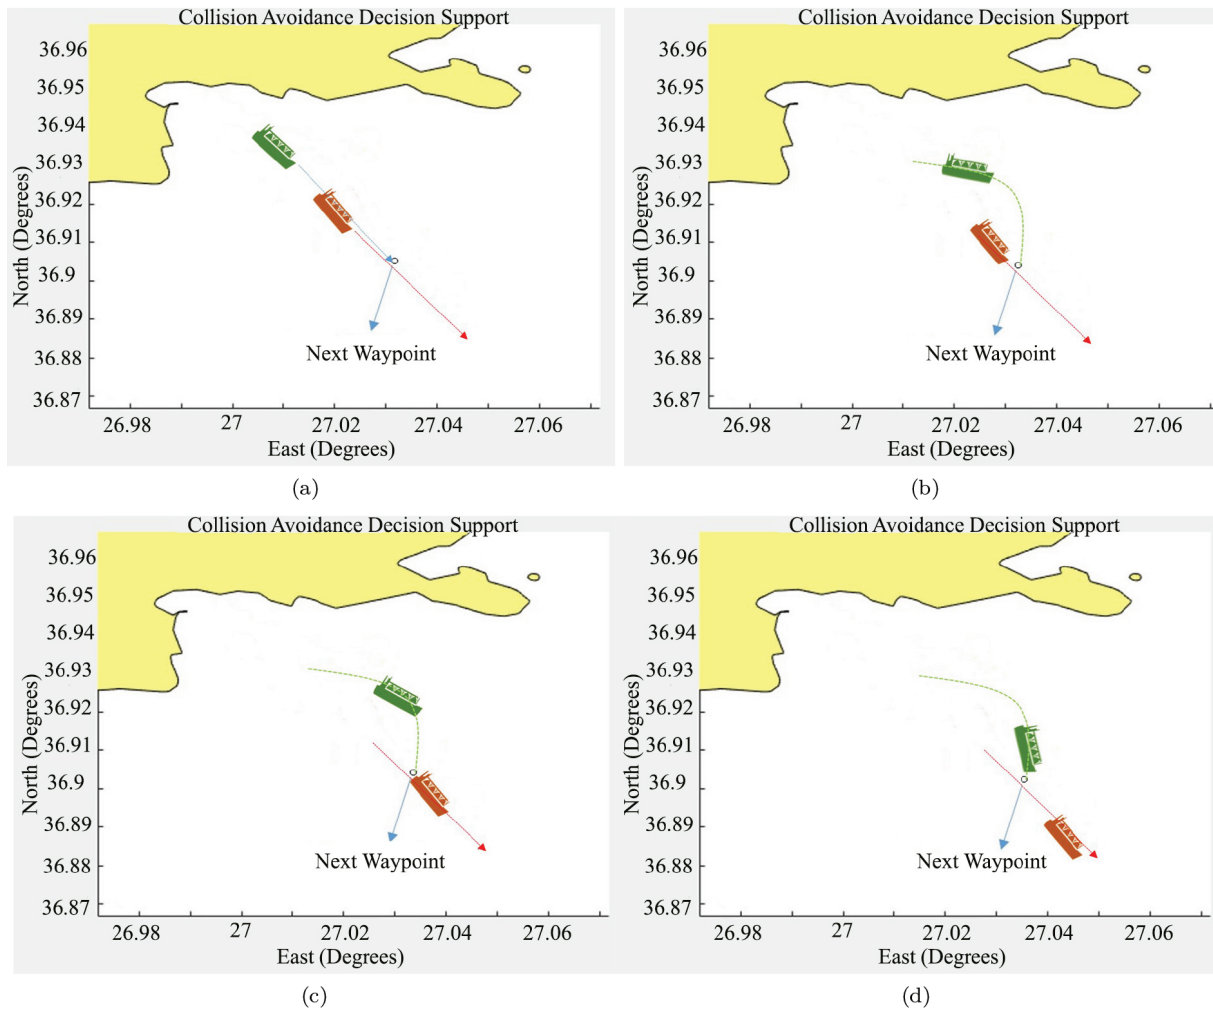 Collision Avoidance Decision Support
36.96
36.95
36.94
36.93
36.92
36.91
36.9
36.89
36.88
36.87
North (Degrees)
Next Waypoint
26.98 27 27.02 27.04 27.06
East (Degrees)
(a)
Collision Avoidance Decision Support
36.96
36.95
36.94
36.93
36.92
36.91
36.9
36.89
36.88
36.87
North (Degrees)
Next Waypoint
26.98 27 27.02 27.04 27.06
East (Degrees)
(b)
Collision Avoidance Decision Support
36.96
36.95
36.94
36.93
36.92
36.91
36.9
36.89
36.88
36.87
North (Degrees)
Next Waypoint
26.98 27 27.02 27.04 27.06
East (Degrees)
(c)
Collision Avoidance Decision Support
36.96
36.95
36.94
36.93
36.92
36.91
36.9
36.89
36.88
36.87
North (Degrees)
Next Waypoint
26.98 27 27.02 27.04 27.06
East (Degrees)
(d)